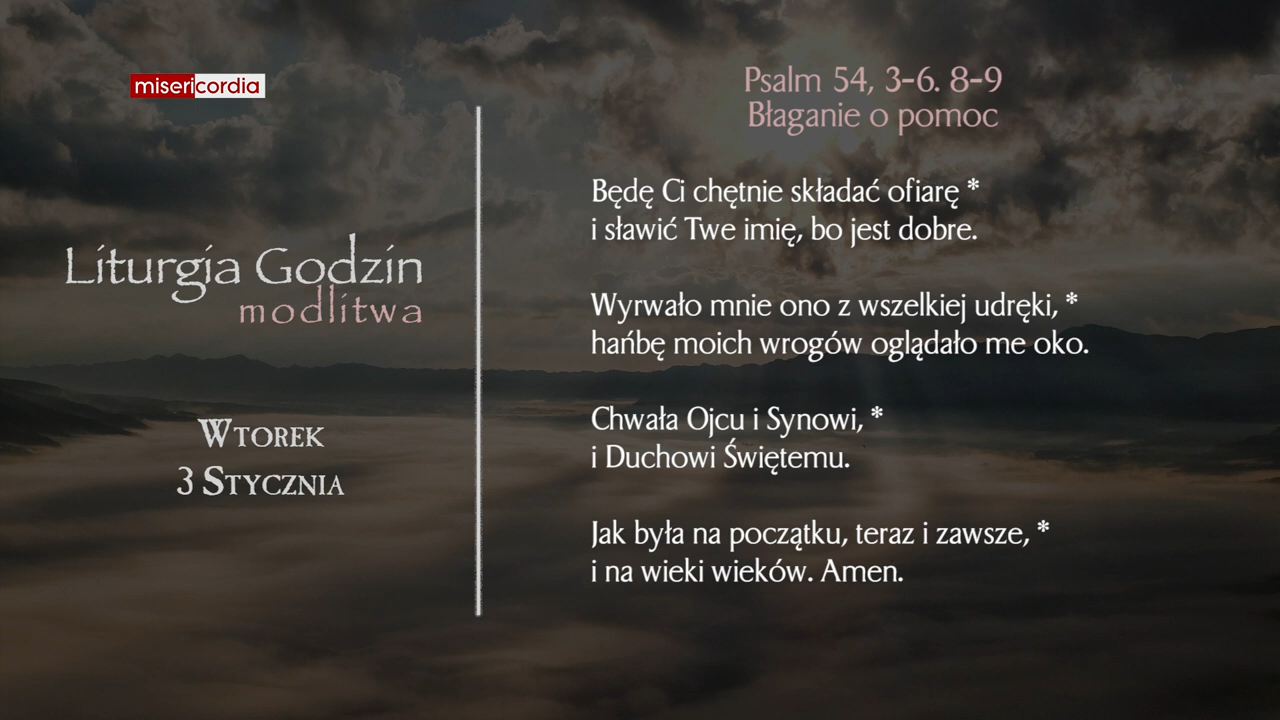 misericordia
Liturgia Godzin
modlitwa
Wtorek
3 Stycznia
Psalm 54, 3-6. 8-9
Błaganie o pomoc
Będę Ci chętnie składać ofiarę *
i sławić Twe imię, bo jest dobre.
Wyrwało mnie ono z wszelkiej udręki, *
hańbę moich wrogów oglądało me oko.
Chwała Ojcu i Synowi, *
i Duchowi Świętemu.
Jak była na początku, teraz i zawsze, *
i na wieki wieków. Amen.